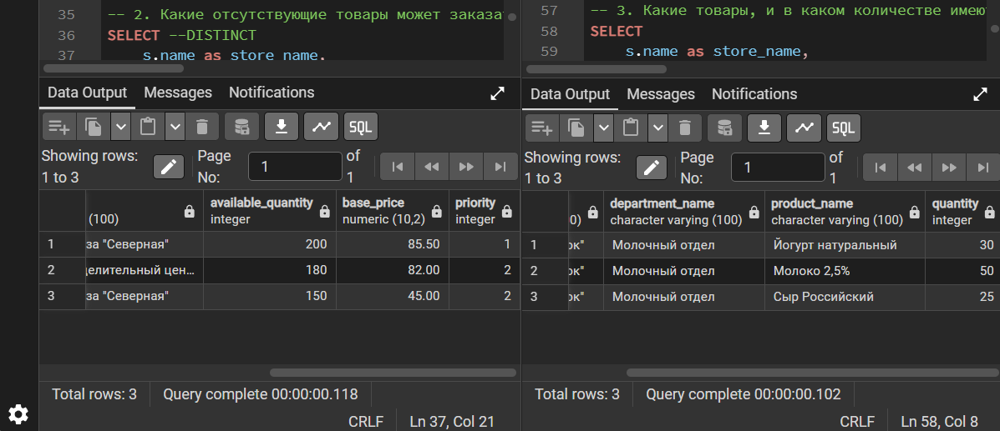 35 -- 2. Какие отсутствующие товары может заказа
36 SELECT --DISTINCT
37 s.name as store_name,
Data Output Messages Notifications
SQL
Showing rows: 1 to 3
Page No: 1 of 1
(100) available_quantity integer base_price numeric (10,2) priority integer
1 за "Северная" 200 85.50 1
2 делительный цен... 180 82.00 2
3 за "Северная" 150 45.00 2
Total rows: 3 Query complete 00:00:00.118
CRLF Ln 37, Col 21
57 -- 3. Какие товары, и в каком количестве имею
58 SELECT
59 s.name as store_name,
Data Output Messages Notifications
SQL
Showing rows: 1 to 3
Page No: 1 of 1
0) department_name character varying (100) product_name character varying (100) quantity integer
1 ок" Молочный отдел Йогурт натуральный 30
2 ок" Молочный отдел Молоко 2,5% 50
3 ок" Молочный отдел Сыр Российский 25
Total rows: 3 Query complete 00:00:00.102
CRLF Ln 58, Col 8